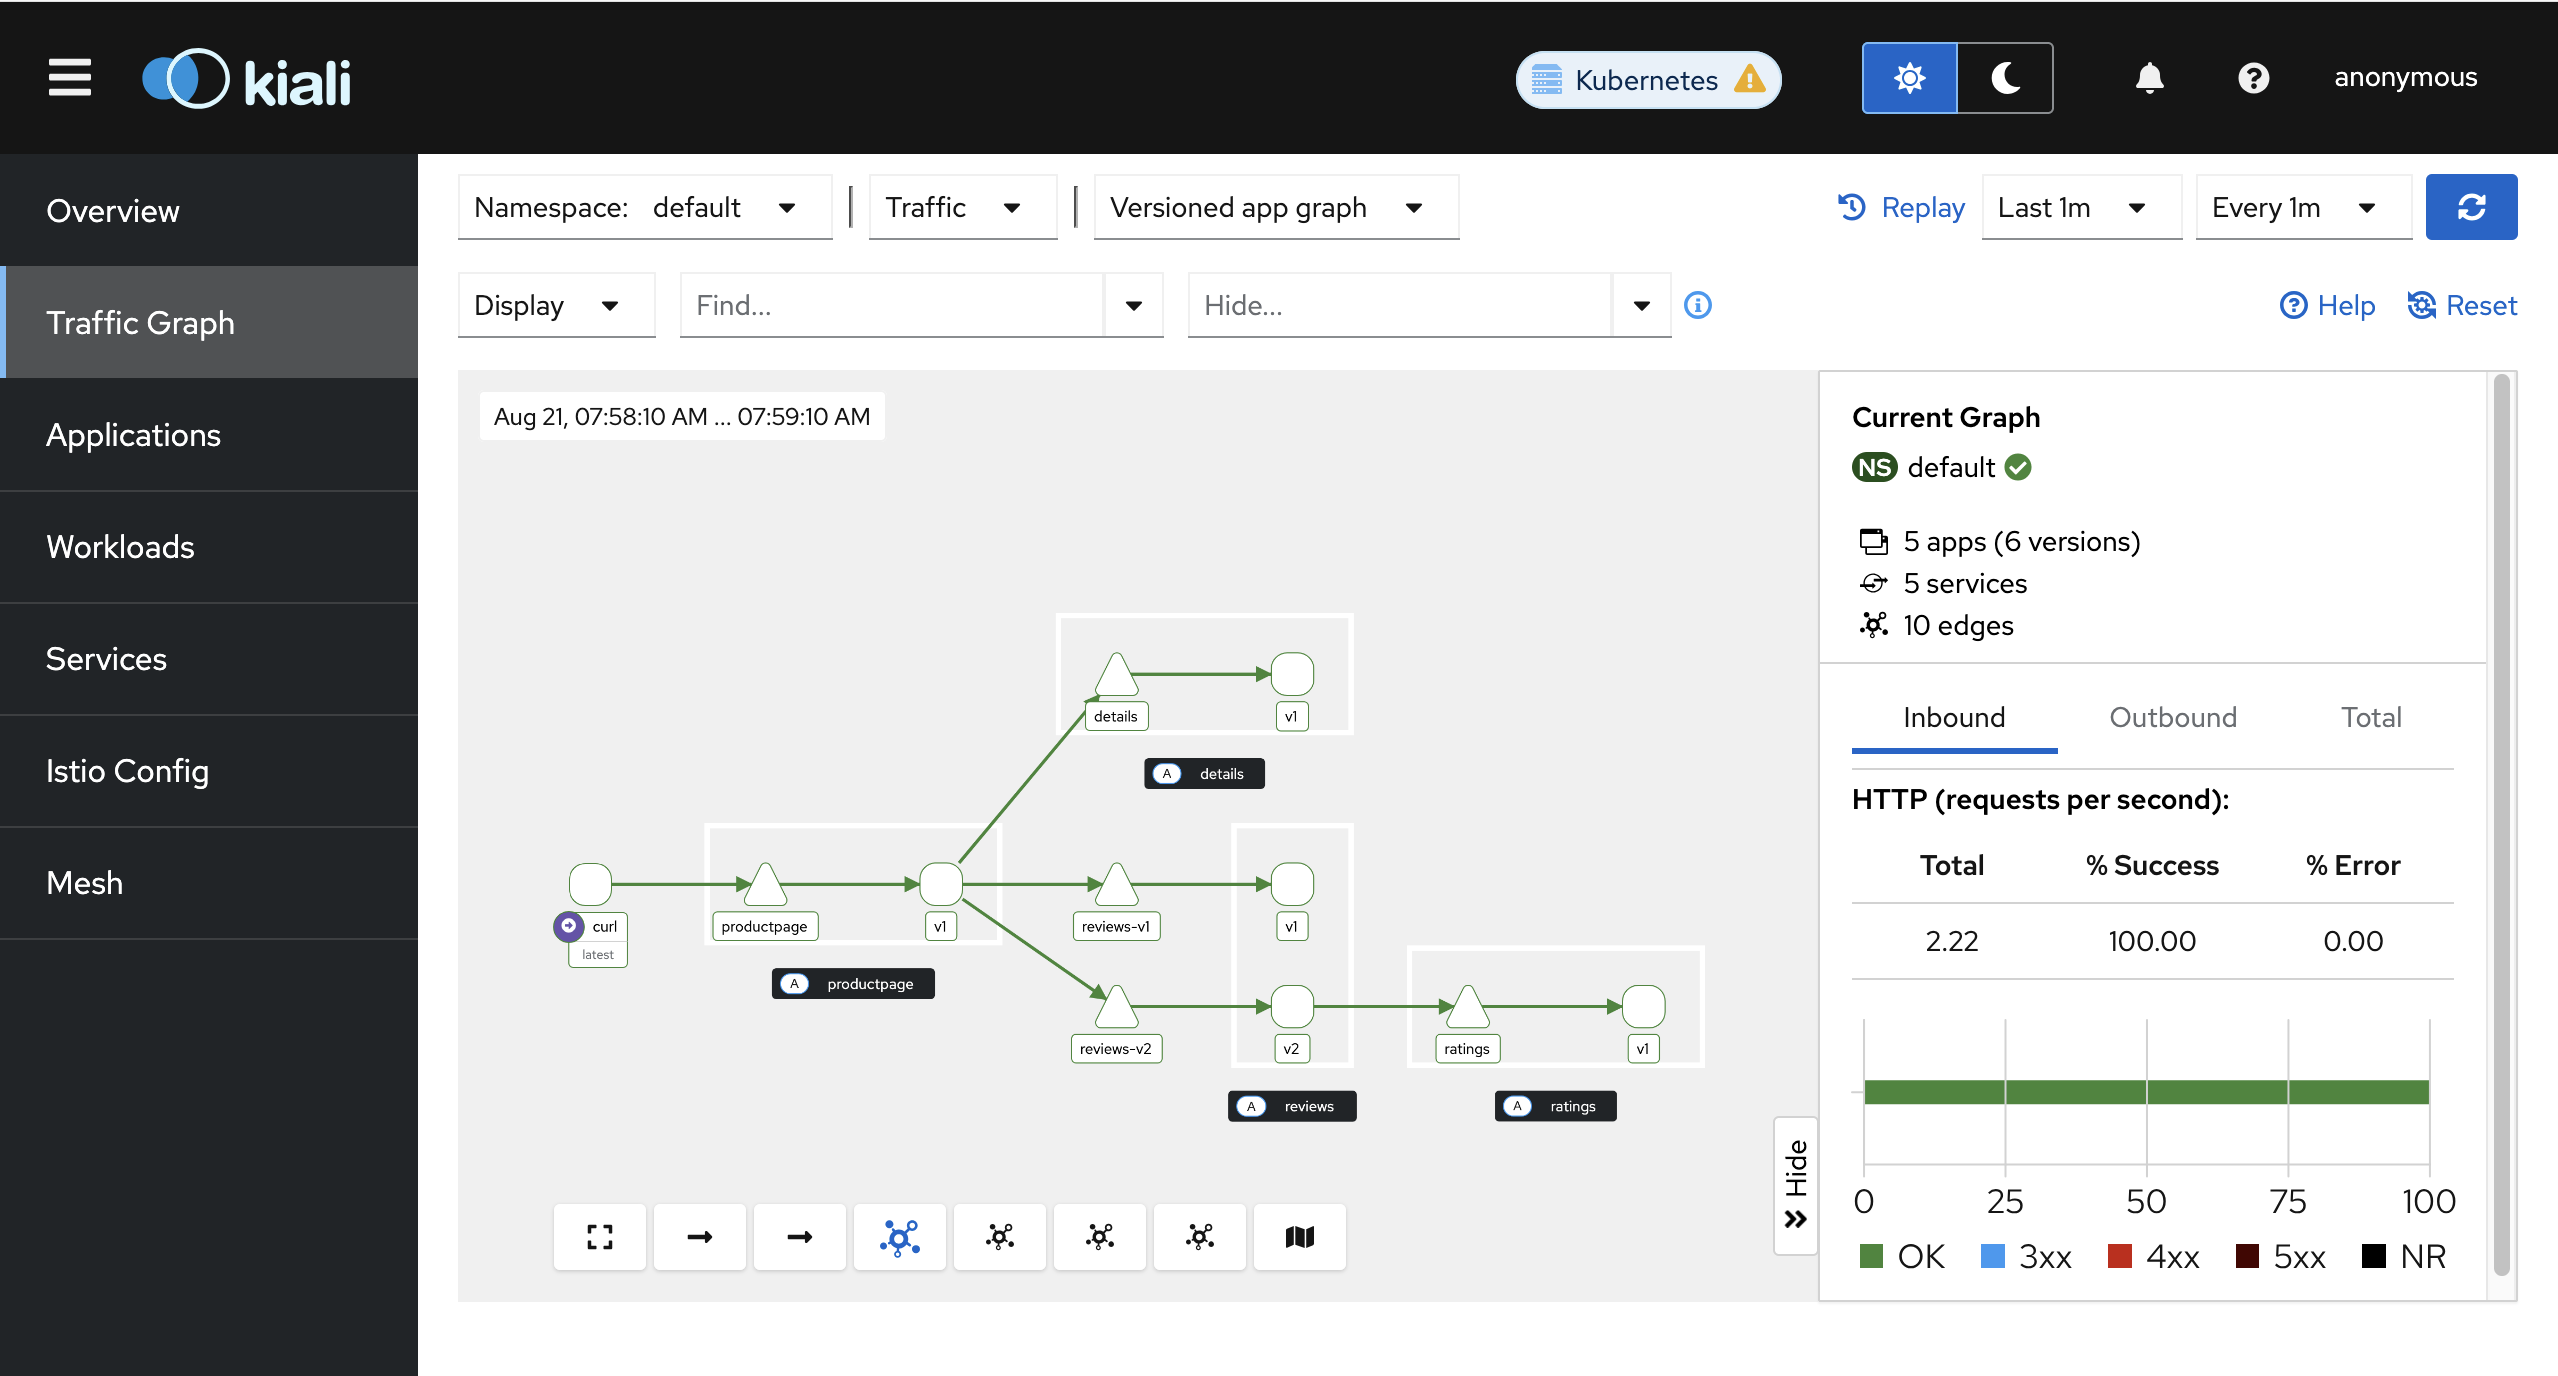 kiali
Kubernetes
anonymous
Overview
Traffic Graph
Applications
Workloads
Services
Istio Config
Mesh
Namespace: default
Traffic
Versioned app graph
Replay
Last 1m
Every 1m
Display
Find...
Hide...
Help
Reset
Aug 21, 07:58:10 AM ... 07:59:10 AM
details
v1
A details
curl
latest
productpage
v1
A productpage
reviews-v1
v1
reviews-v2
v2
A reviews
ratings
v1
A ratings
Hide
Current Graph
NS default
5 apps (6 versions)
5 services
10 edges
Inbound Outbound Total
HTTP (requests per second):
Total % Success % Error
2.22 100.00 0.00
0 25 50 75 100
OK 3xx 4xx 5xx NR